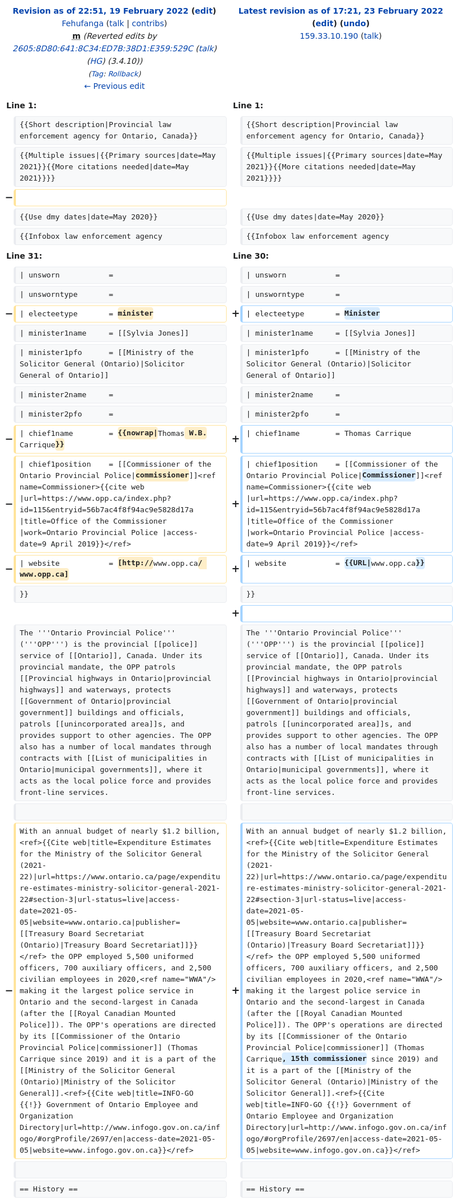 Revision as of 22:51, 19 February 2022 (edit)
Fehufanga (talk | contribs)
m (Reverted edits by
2605:8D80:641:8C34:ED7B:38D1:E359:529C (talk)
(HG) (3.4.10))
(Tag: Rollback)
← Previous edit
Latest revision as of 17:21, 23 February 2022
(edit) (undo)
159.33.10.190 (talk)
Line 1:
Line 1:
{{Short description|Provincial law
enforcement agency for Ontario, Canada}}
{{Short description|Provincial law
enforcement agency for Ontario, Canada}}
{{Multiple issues|{{Primary sources|date=May
2021}}{{More citations needed|date=May
2021}}}}
{{Multiple issues|{{Primary sources|date=May
2021}}{{More citations needed|date=May
2021}}}}
−
{{Use dmy dates|date=May 2020}}
{{Use dmy dates|date=May 2020}}
{{Infobox law enforcement agency
{{Infobox law enforcement agency
Line 31:
Line 30:
| unsworn =
| unsworn =
| unsworntype =
| unsworntype =
− | electeetype = minister
+ | electeetype = Minister
| minister1name = [[Sylvia Jones]]
| minister1name = [[Sylvia Jones]]
| minister1pfo = [[Ministry of the
Solicitor General (Ontario)|Solicitor
General of Ontario]]
| minister1pfo = [[Ministry of the
Solicitor General (Ontario)|Solicitor
General of Ontario]]
| minister2name =
| minister2name =
| minister2pfo =
| minister2pfo =
− | chief1name = {{nowrap|Thomas W.B.
Carrique}}
+ | chief1name = Thomas Carrique
− | chief1position = [[Commissioner of the
Ontario Provincial Police|commissioner]]<ref
name=Commissioner>{{cite web
|url=https://www.opp.ca/index.php?
id=115&entryid=56b7ac4f8f94ac9e5828d17a
|title=Office of the Commissioner
|work=Ontario Provincial Police |access-
date=9 April 2019}}</ref>
+ | chief1position = [[Commissioner of the
Ontario Provincial Police|Commissioner]]<ref
name=Commissioner>{{cite web
|url=https://www.opp.ca/index.php?
id=115&entryid=56b7ac4f8f94ac9e5828d17a
|title=Office of the Commissioner
|work=Ontario Provincial Police |access-
date=9 April 2019}}</ref>
− | website = [http://www.opp.ca/
www.opp.ca]
+ | website = {{URL|www.opp.ca}}
}}
}}
+
The '''Ontario Provincial Police'''
('''OPP''') is the provincial [[police]]
service of [[Ontario]], Canada. Under its
provincial mandate, the OPP patrols
[[Provincial highways in Ontario|provincial
highways]] and waterways, protects
[[Government of Ontario|provincial
government]] buildings and officials,
patrols [[unincorporated area]]s, and
provides support to other agencies. The OPP
also has a number of local mandates through
contracts with [[List of municipalities in
Ontario|municipal governments]], where it
acts as the local police force and provides
front-line services.
The '''Ontario Provincial Police'''
('''OPP''') is the provincial [[police]]
service of [[Ontario]], Canada. Under its
provincial mandate, the OPP patrols
[[Provincial highways in Ontario|provincial
highways]] and waterways, protects
[[Government of Ontario|provincial
government]] buildings and officials,
patrols [[unincorporated area]]s, and
provides support to other agencies. The OPP
also has a number of local mandates through
contracts with [[List of municipalities in
Ontario|municipal governments]], where it
acts as the local police force and provides
front-line services.
− With an annual budget of nearly $1.2 billion,
<ref>{{Cite web|title=Expenditure Estimates
for the Ministry of the Solicitor General
(2021-
22)|url=https://www.ontario.ca/page/expenditu
re-estimates-ministry-solicitor-general-2021-
22#section-3|url-status=live|access-
date=2021-05-
05|website=www.ontario.ca|publisher=
[[Treasury Board Secretariat
(Ontario)|Treasury Board Secretariat]]}}
</ref> the OPP employed 5,500 uniformed
officers, 700 auxiliary officers, and 2,500
civilian employees in 2020,<ref name="WWA"/>
making it the largest police service in
Ontario and the second-largest in Canada
(after the [[Royal Canadian Mounted
Police]]). The OPP's operations are directed
by its [[Commissioner of the Ontario
Provincial Police|commissioner]] (Thomas
Carrique since 2019) and it is a part of the
[[Ministry of the Solicitor General
(Ontario)|Ministry of the Solicitor
General]].<ref>{{Cite web|title=INFO-GO
{{!}} Government of Ontario Employee and
Organization
Directory|url=http://www.infogo.gov.on.ca/inf
ogo/#orgProfile/2697/en|access-date=2021-05-
05|website=www.infogo.gov.on.ca}}</ref>
+ With an annual budget of nearly $1.2 billion,
<ref>{{Cite web|title=Expenditure Estimates
for the Ministry of the Solicitor General
(2021-
22)|url=https://www.ontario.ca/page/expenditu
re-estimates-ministry-solicitor-general-2021-
22#section-3|url-status=live|access-
date=2021-05-
05|website=www.ontario.ca|publisher=
[[Treasury Board Secretariat
(Ontario)|Treasury Board Secretariat]]}}
</ref> the OPP employed 5,500 uniformed
officers, 700 auxiliary officers, and 2,500
civilian employees in 2020,<ref name="WWA"/>
making it the largest police service in
Ontario and the second-largest in Canada
(after the [[Royal Canadian Mounted
Police]]). The OPP's operations are directed
by its [[Commissioner of the Ontario
Provincial Police|commissioner]] (Thomas
Carrique, 15th commissioner since 2019) and
it is a part of the [[Ministry of the
Solicitor General (Ontario)|Ministry of the
Solicitor General]].<ref>{{Cite
web|title=INFO-GO {{!}} Government of
Ontario Employee and Organization
Directory|url=http://www.infogo.gov.on.ca/inf
ogo/#orgProfile/2697/en|access-date=2021-05-
05|website=www.infogo.gov.on.ca}}</ref>
== History ==
== History ==